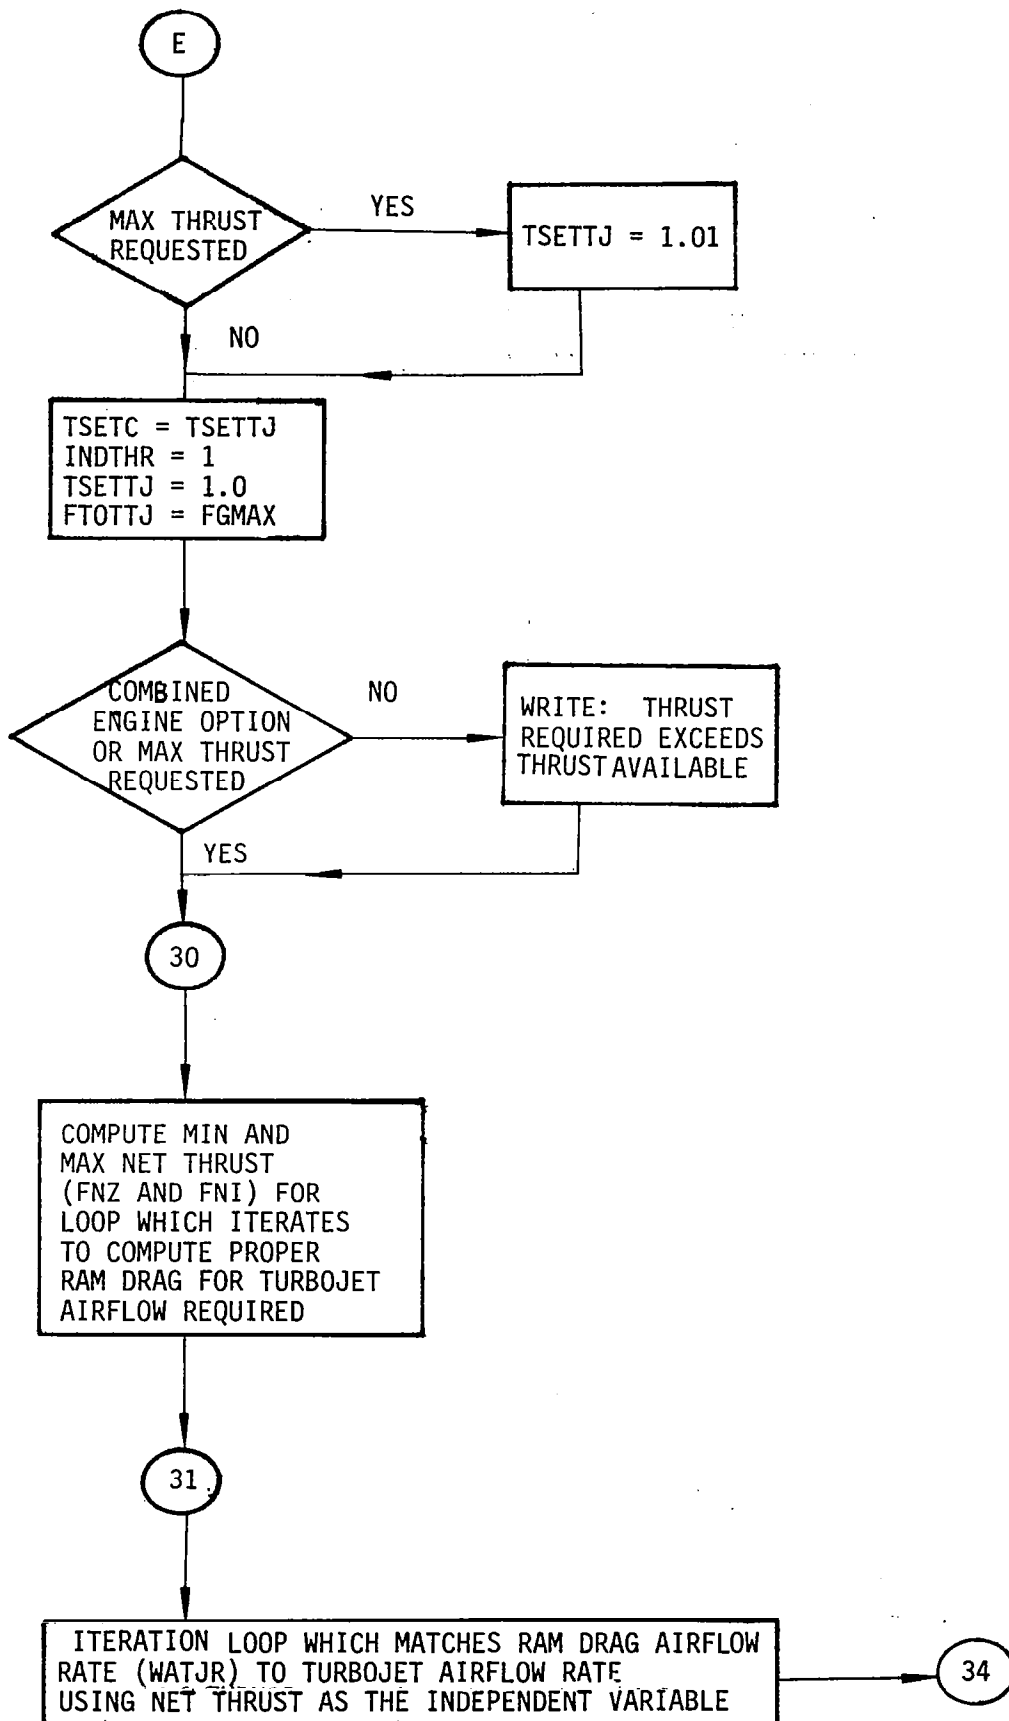 E
MAX THRUST
REQUESTED
YES
TSETTJ = 1.01
NO
TSETC = TSETTJ
INDTHR = 1
TSETTJ = 1.0
FTOTTJ = FGMAX
COMBINED
ENGINE OPTION
OR MAX THRUST
REQUESTED
NO
WRITE: THRUST
REQUIRED EXCEEDS
THRUST AVAILABLE
YES
30
COMPUTE MIN AND
MAX NET THRUST
(FNZ AND FNI) FOR
LOOP WHICH ITERATES
TO COMPUTE PROPER
RAM DRAG FOR TURBOJET
AIRFLOW REQUIRED
31
ITERATION LOOP WHICH MATCHES RAM DRAG AIRFLOW
RATE (WATJR) TO TURBOJET AIRFLOW RATE
USING NET THRUST AS THE INDEPENDENT VARIABLE
34